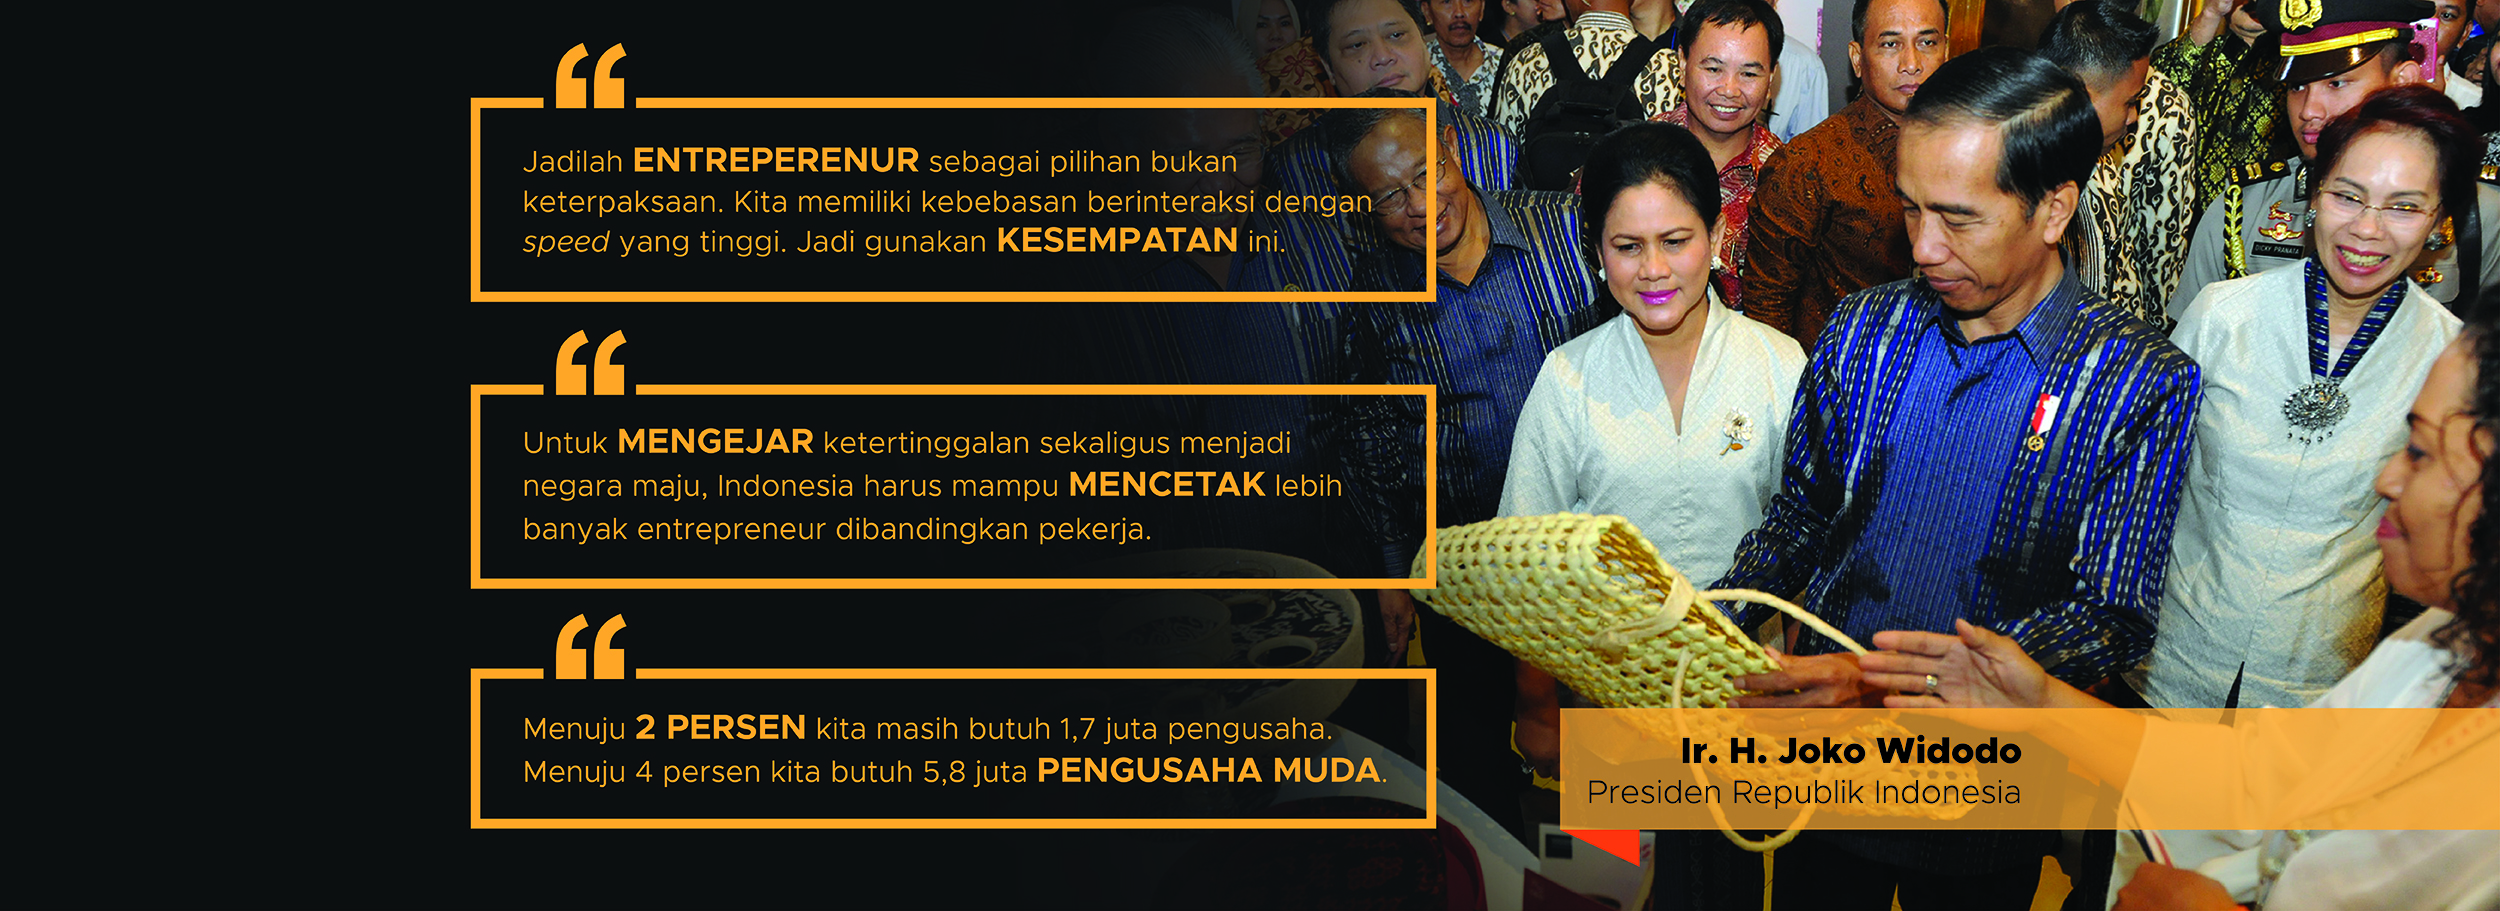 Jadilah ENTREPERENUR sebagai pilihan bukan
keterpaksaan. Kita memiliki kebebasan berinteraksi dengan
speed yang tinggi. Jadi gunakan KESEMPATAN ini.
Untuk MENGEJAR ketertinggalan sekaligus menjadi
negara maju, Indonesia harus mampu MENCETAK lebih
banyak entrepreneur dibandingkan pekerja.
Menuju 2 PERSEN kita masih butuh 1,7 juta pengusaha.
Menuju 4 persen kita butuh 5,8 juta PENGUSAHA MUDA.
DICKY PRANATA
Ir. H. Joko Widodo
Presiden Republik Indonesia